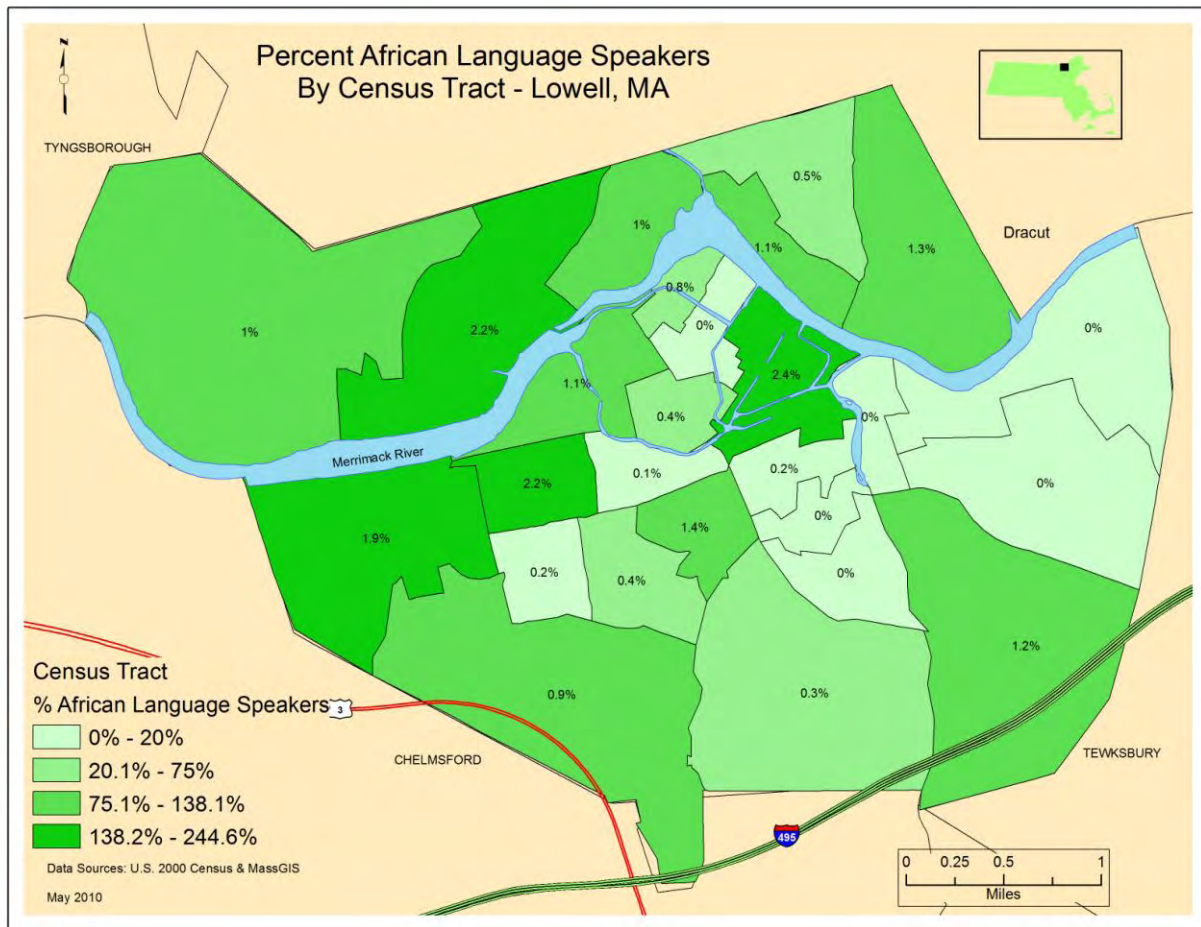 Percent African Language Speakers
By Census Tract - Lowell, MA
TYNGSBOROUGH
0.5%
1%
1.1%
1.3%
Dracut
0.8%
1%
2.2%
0%
0%
2.4%
1.1%
0.4%
0%
Merrimack River
0.1%
0.2%
2.2%
0%
0%
1.4%
1.9%
0.2%
0.4%
0%
1.2%
0.9%
0.3%
Census Tract
% African Language Speakers
3
0% - 20%
20.1% - 75%
75.1% - 138.1%
138.2% - 244.6%
CHELMSFORD
TEWKSBURY
495
Data Sources: U.S. 2000 Census & MassGIS
May 2010
0 0.25 0.5 1
Miles